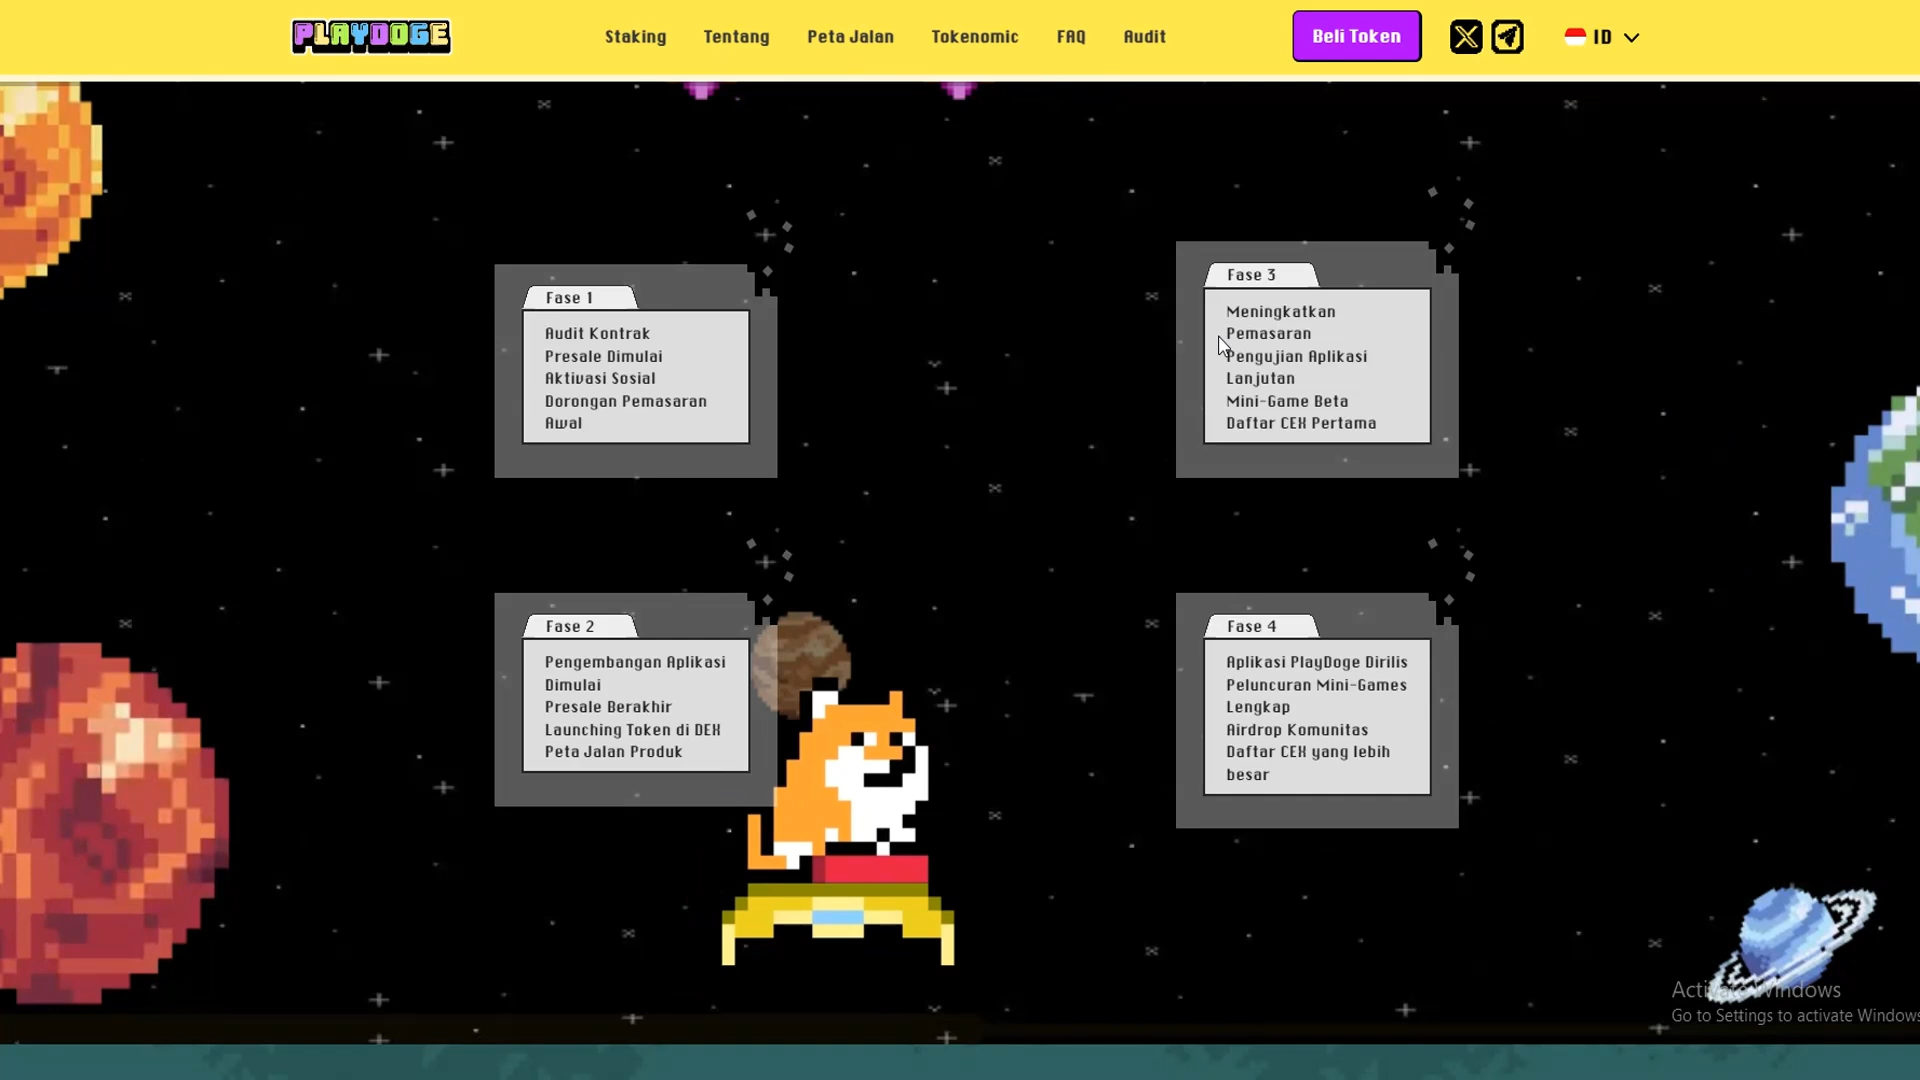 PLAYDOGE
Staking
Tentang
Peta Jalan
Tokenomic
FAQ
Audit
Beli Token
ID
Fase 1
Audit Kontrak
Presale Dimulai
Aktivasi Sosial
Dorongan Pemasaran
Awal
Fase 3
Meningkatkan
Pemasaran
Pengujian Aplikasi
Lanjutan
Mini-Game Beta
Daftar CEX Pertama
Fase 2
Pengembangan Aplikasi
Dimulai
Presale Berakhir
Launching Token di DEX
Peta Jalan Produk
Fase 4
Aplikasi PlayDoge Dirilis
Peluncuran Mini-Games
Lengkap
Airdrop Komunitas
Daftar CEX yang lebih
besar
Activate Windows
Go to Settings to activate Windows